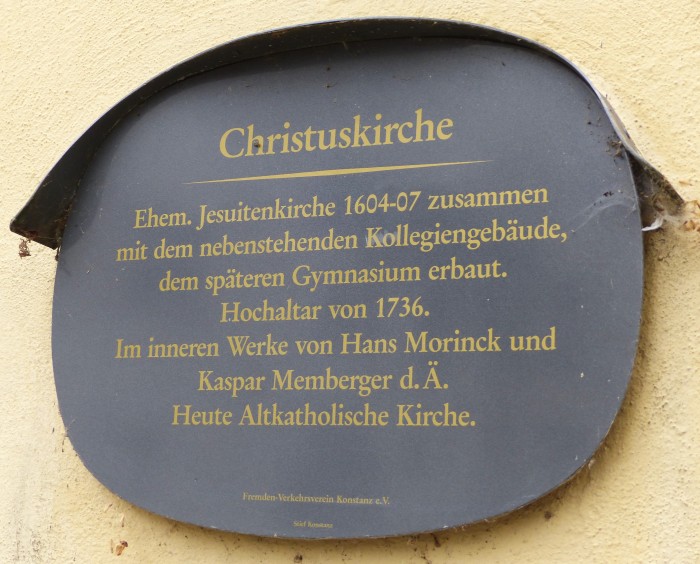 Christuskirche
Ehem. Jesuitenkirche 1604-07 zusammen
mit dem nebenstehenden Kollegiengebäude,
dem späteren Gymnasium erbaut.
Hochaltar von 1736.
Im inneren Werke von Hans Morinck und
Kaspar Memberger d. Ä.
Heute Altkatholische Kirche.
Fremden-Verkehrsverein Konstanz e.V.
Konstanz